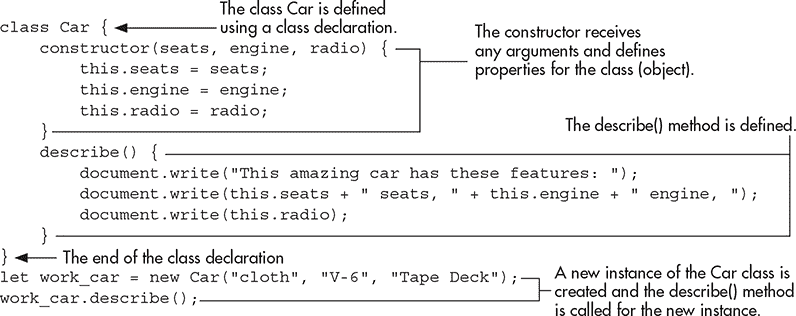 The class Car is defined
using a class declaration.
class Car {
constructor(seats, engine, radio) {
this.seats = seats;
this.engine = engine;
this.radio = radio;
}
The constructor receives
any arguments and defines
properties for the class (object).
The describe() method is defined.
describe() {
document.write("This amazing car has these features: ");
document.write(this.seats + " seats, " + this.engine + " engine, ");
document.write(this.radio);
}
} The end of the class declaration
let work_car = new Car("cloth", "V-6", "Tape Deck");
work_car.describe();
A new instance of the Car class is
created and the describe() method
is called for the new instance.